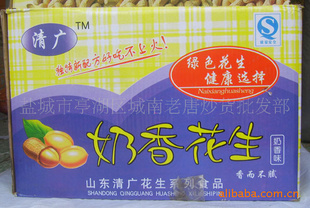 清广 TM
独特新配方好吃不上火!
绿色花生
健康选择
Naixianghuasheng
盐城市亭湖区城南老唐炒货批发部
奶香花生
奶香味
香而不腻
山东清广花生系列食品
SHANDONG QINGGUANG HUASHENG
alibaba.com.cn